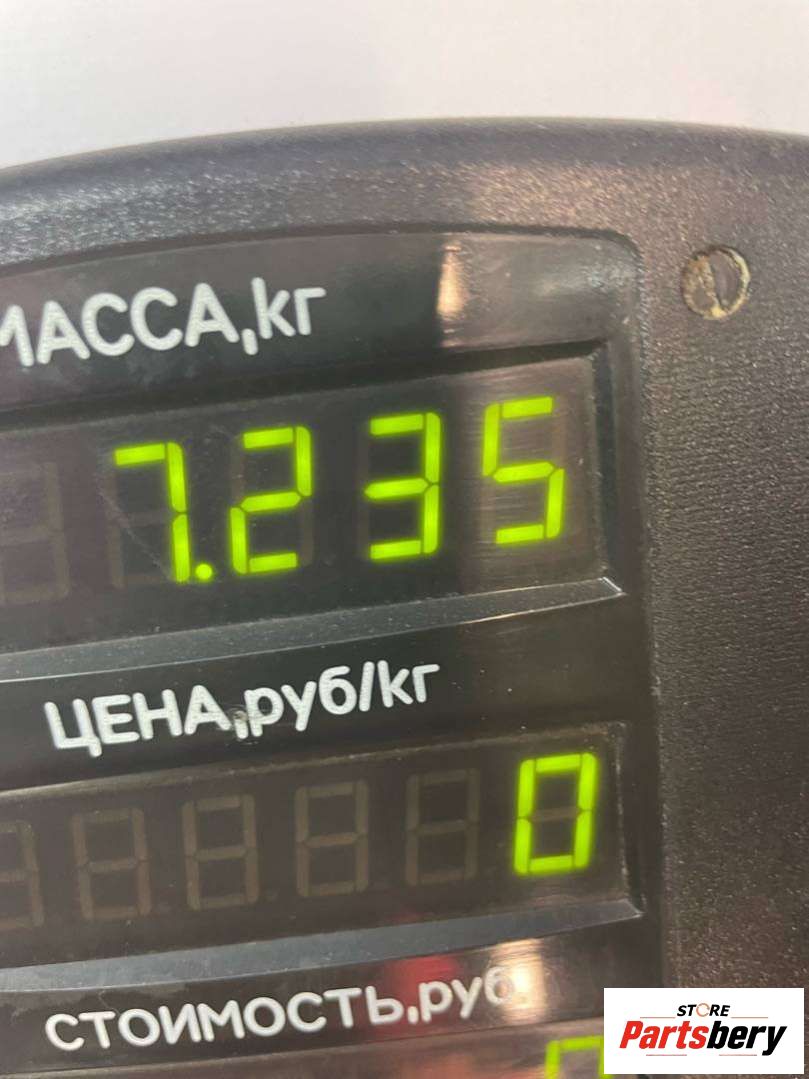 МАССА,кг
7.235
ЦЕНА,руб/кг
0
СТОИМОСТЬ,руб.
STORE
Partsbery